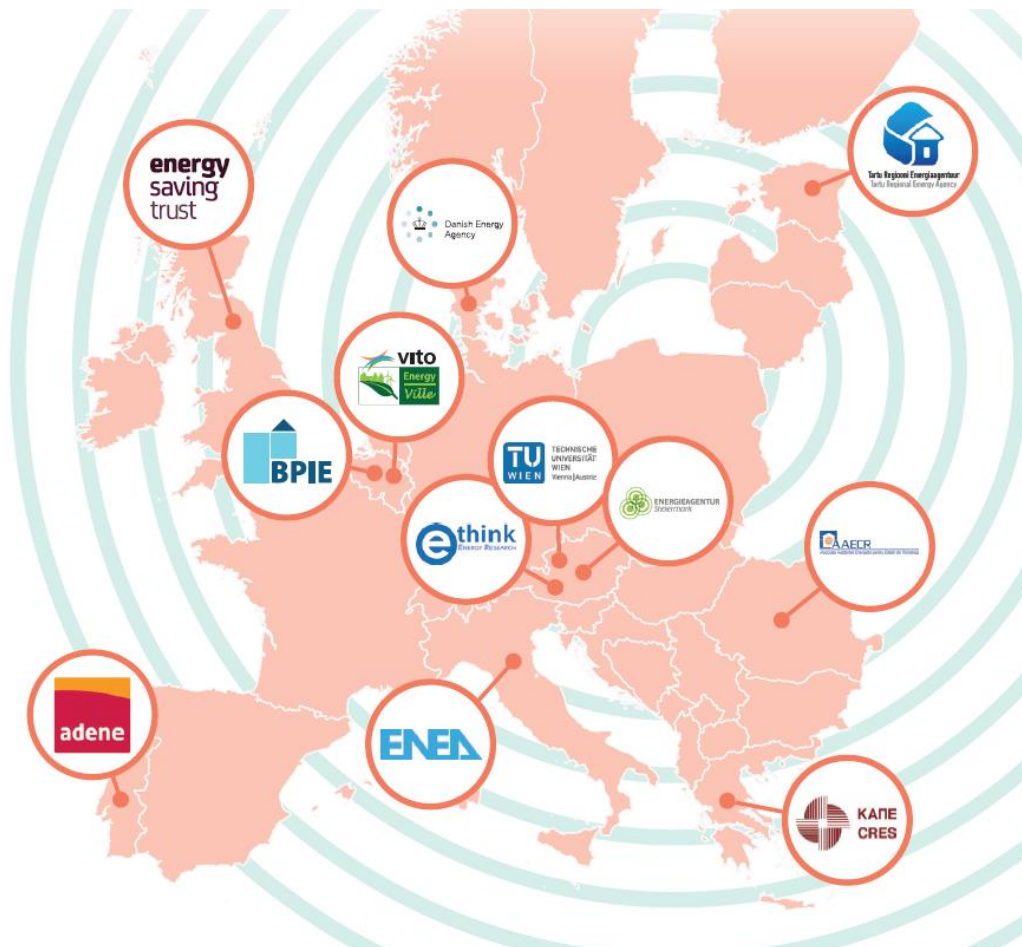 energy
saving
trust
Tartu Regiooni Energiaagentuur
Tartu Regional Energy Agency
Danish Energy
Agency
vito
Energy
Ville
BPIE
TU
WIEN
TECHNISCHE
UNIVERSITÄT
WIEN
Vienna|Austria
ENERGIEAGENTUR
Steiermark
e think
ENERGY RESEARCH
AAECR
adene
ENEA
ΚΑΠΕ
CRES